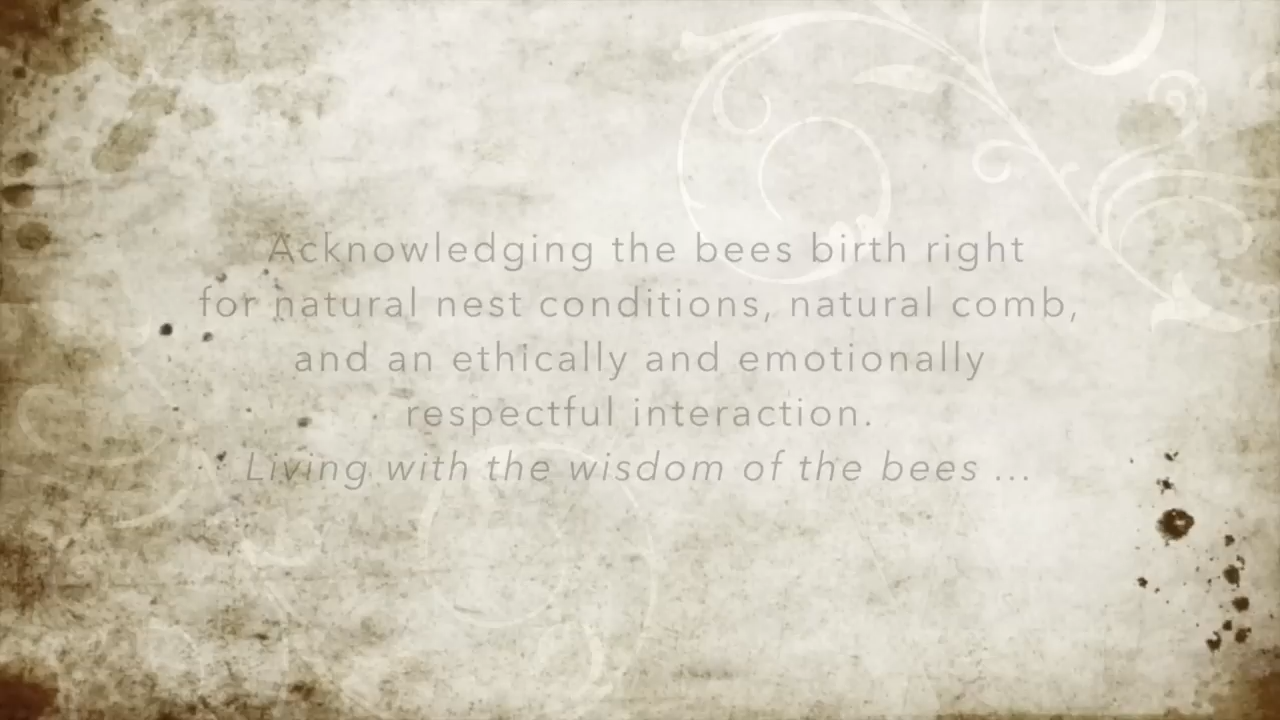 Acknowledging the bees birth right
for natural nest conditions, natural comb,
and an ethically and emotionally
respectful interaction.
Living with the wisdom of the bees ...